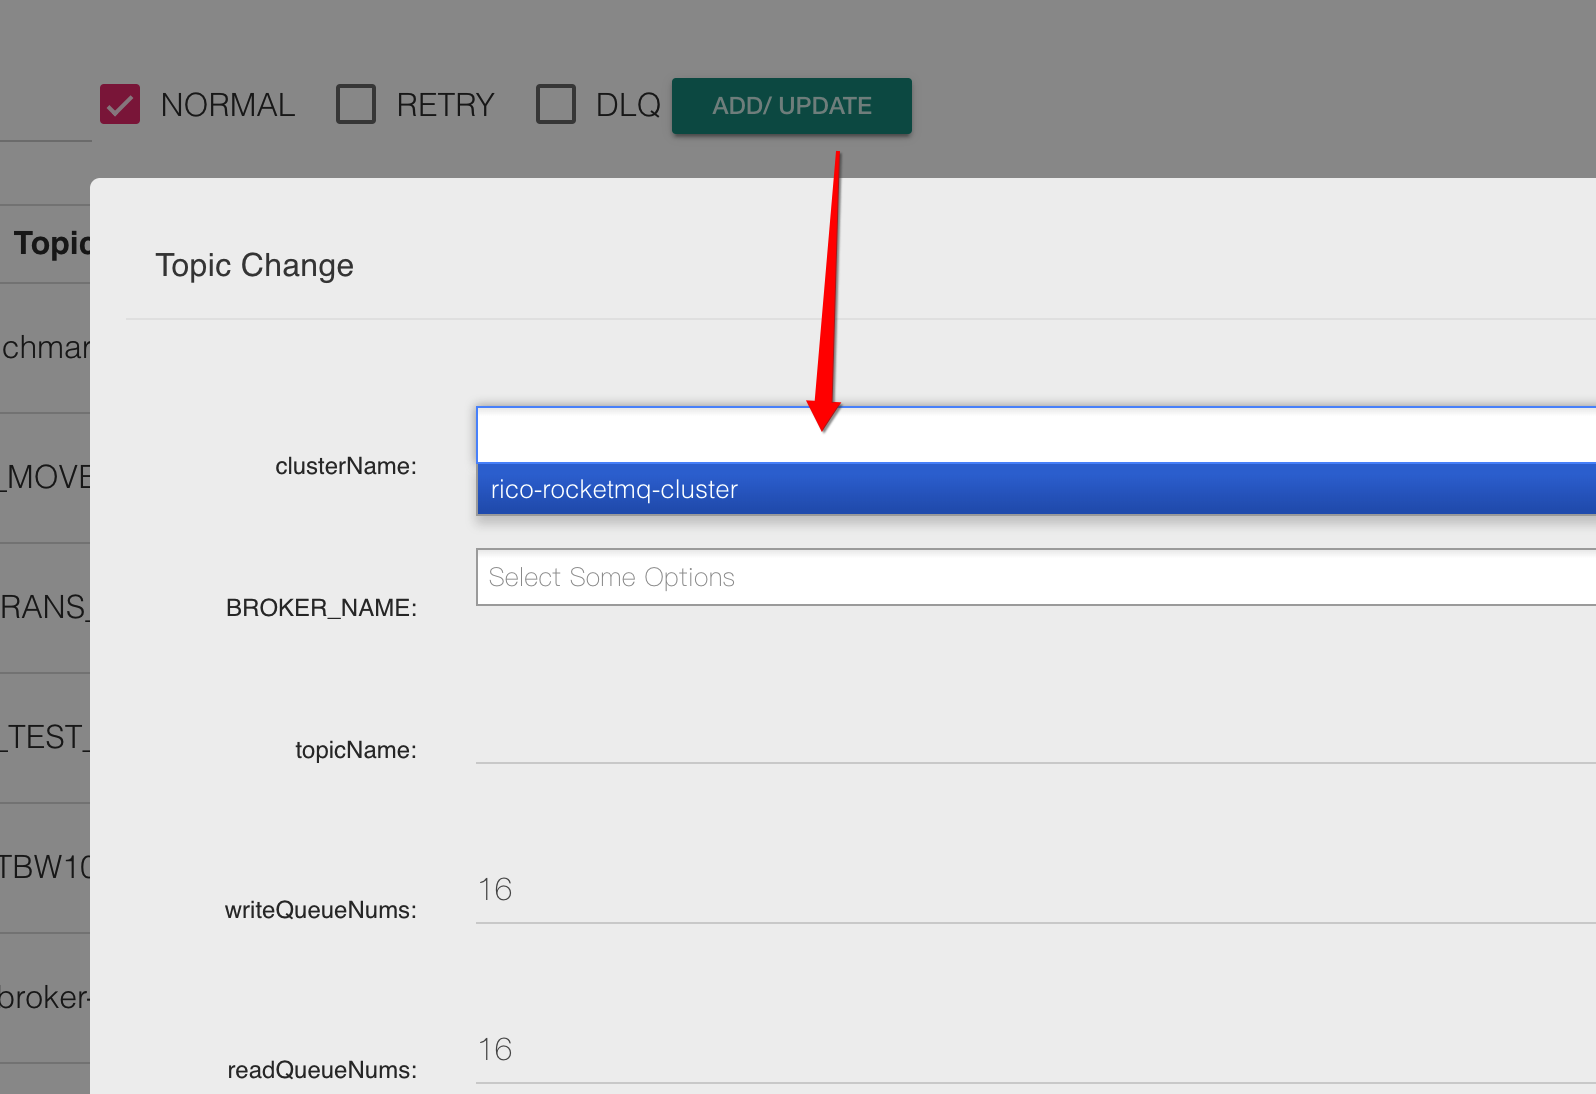 NORMAL RETRY DLQ ADD/ UPDATE
Topic
Topic Change
chmar
clusterName:
rico-rocketmq-cluster
_MOVE
Select Some Options
BROKER_NAME:
RANS_
_TEST_
topicName:
TBW10
16
writeQueueNums:
broker-
16
readQueueNums: